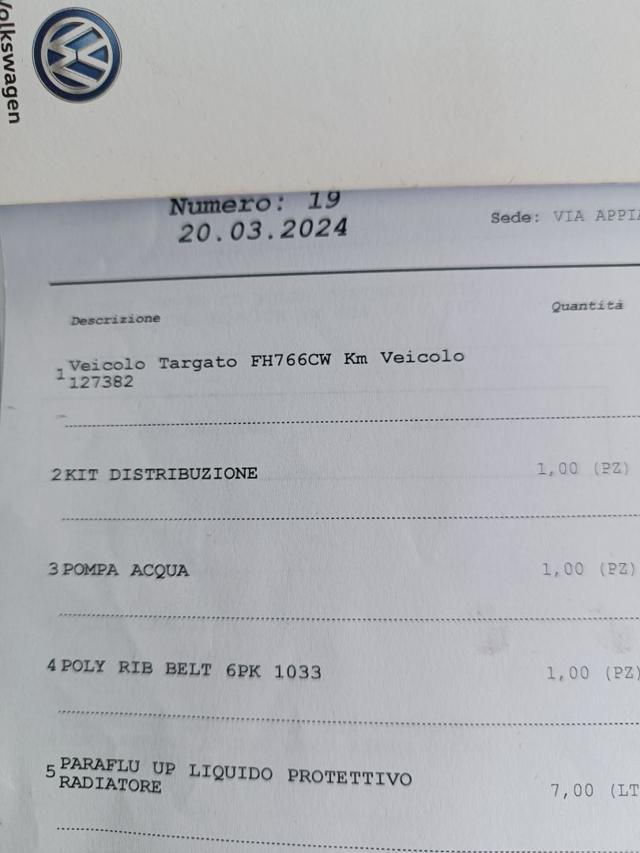 Volkswagen
Numero: 19
20.03.2024
Sede: VIA APPIA
Descrizione
Quantità
1 Veicolo Targato FH766CW Km Veicolo
127382
2 KIT DISTRIBUZIONE 1,00 (PZ)
3 POMPA ACQUA 1,00 (PZ)
4 POLY RIB BELT 6PK 1033 1,00 (PZ)
5 PARAFLU UP LIQUIDO PROTETTIVO
RADIATORE 7,00 (LT